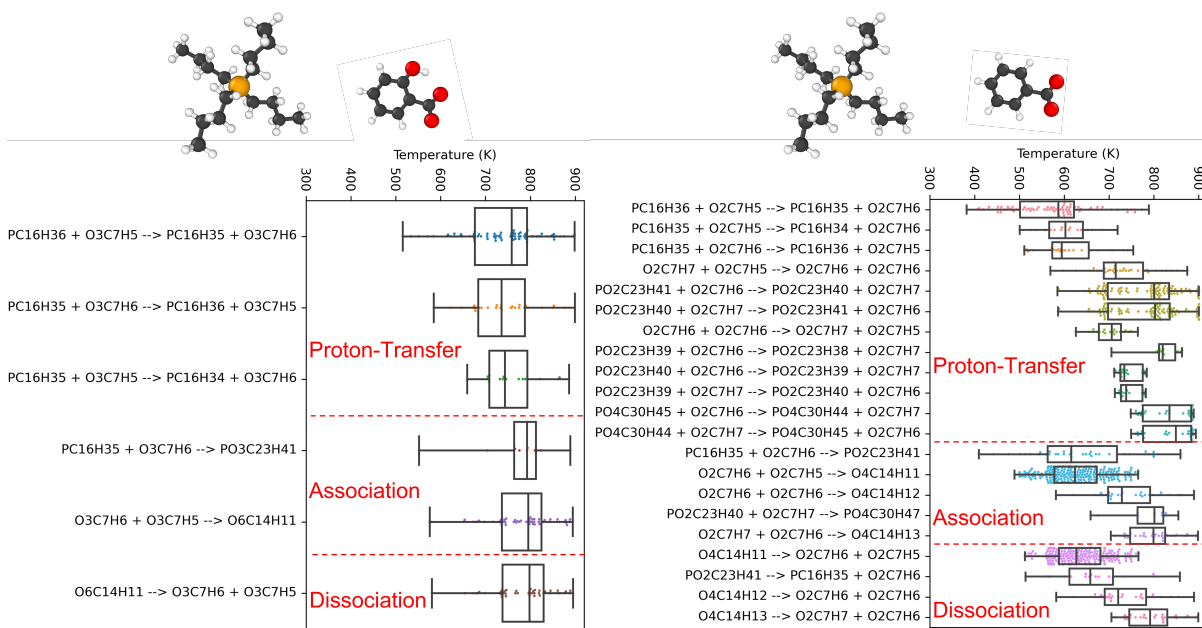 Temperature (K)
300 400 500 600 700 800 900
PC16H36 + O3C7H5 --> PC16H35 + O3C7H6
PC16H35 + O3C7H6 --> PC16H36 + O3C7H5
Proton-Transfer
PC16H35 + O3C7H5 --> PC16H34 + O3C7H6
PC16H35 + O3C7H6 --> PO3C23H41
Association
O3C7H6 + O3C7H5 --> O6C14H11
O6C14H11 --> O3C7H6 + O3C7H5
Dissociation
Temperature (K)
300 400 500 600 700 800 900
PC16H36 + O2C7H5 --> PC16H35 + O2C7H6
PC16H35 + O2C7H5 --> PC16H34 + O2C7H6
PC16H35 + O2C7H6 --> PC16H36 + O2C7H5
O2C7H7 + O2C7H5 --> O2C7H6 + O2C7H6
PO2C23H41 + O2C7H6 --> PO2C23H40 + O2C7H7
PO2C23H40 + O2C7H7 --> PO2C23H41 + O2C7H6
O2C7H6 + O2C7H6 --> O2C7H7 + O2C7H5
PO2C23H39 + O2C7H6 --> PO2C23H38 + O2C7H7
Proton-Transfer
PO2C23H40 + O2C7H6 --> PO2C23H39 + O2C7H7
PO2C23H39 + O2C7H7 --> PO2C23H40 + O2C7H6
PO4C30H45 + O2C7H6 --> PO4C30H44 + O2C7H7
PO4C30H44 + O2C7H7 --> PO4C30H45 + O2C7H6
PC16H35 + O2C7H6 --> PO2C23H41
O2C7H6 + O2C7H5 --> O4C14H11
O2C7H6 + O2C7H6 --> O4C14H12
PO2C23H40 + O2C7H7 --> PO4C30H47
Association
O2C7H7 + O2C7H6 --> O4C14H13
O4C14H11 --> O2C7H6 + O2C7H5
PO2C23H41 --> PC16H35 + O2C7H6
O4C14H12 --> O2C7H6 + O2C7H6
Dissociation
O4C14H13 --> O2C7H7 + O2C7H6